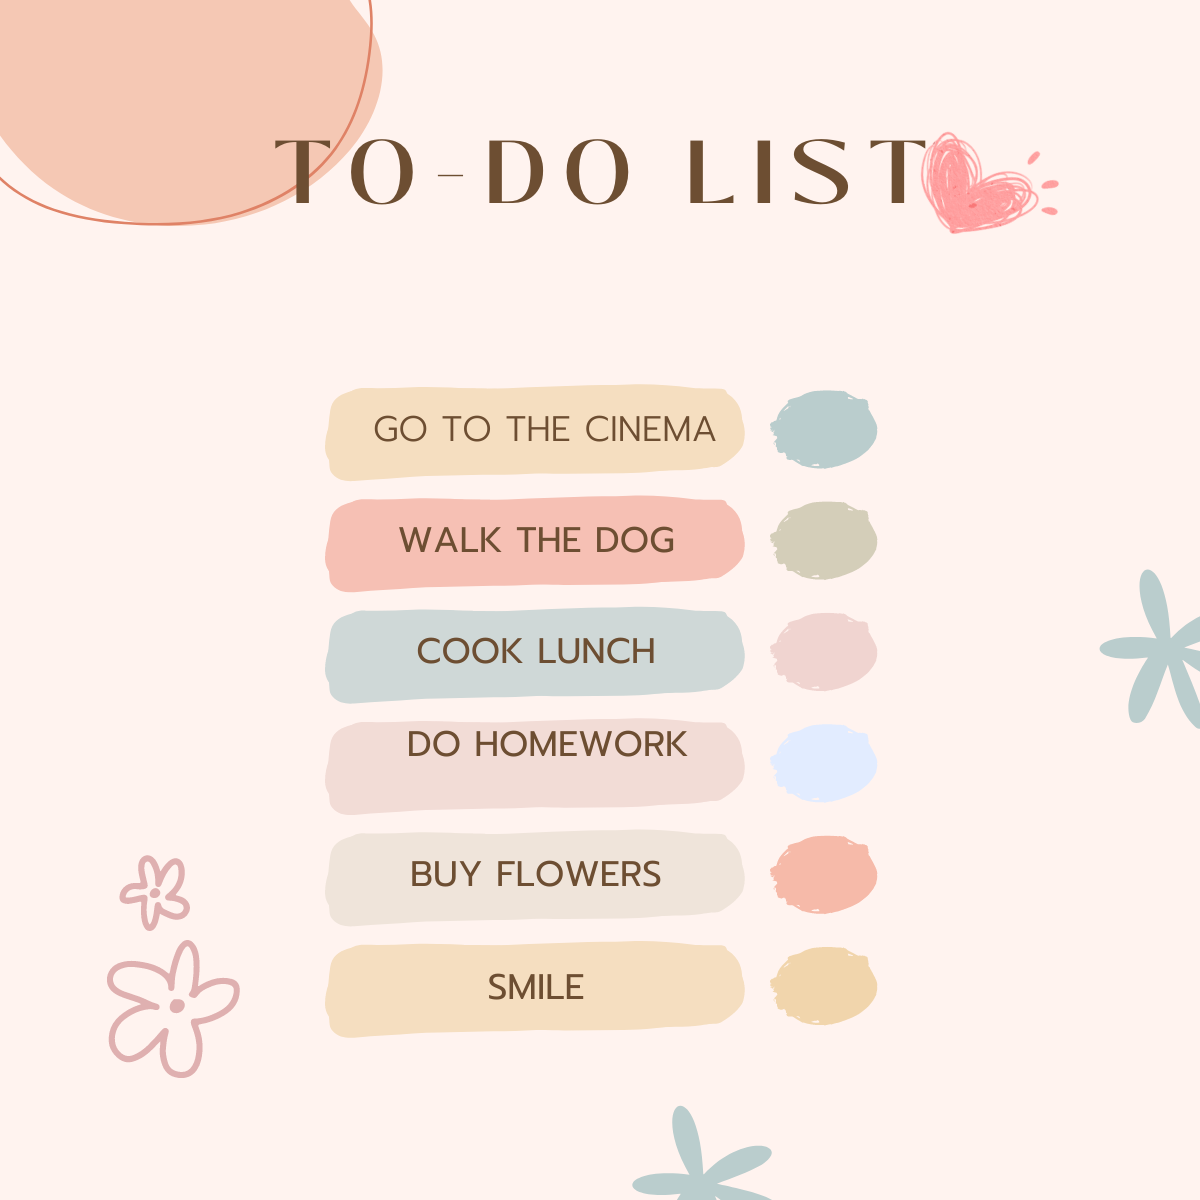 TO-DO LIST
GO TO THE CINEMA
WALK THE DOG
COOK LUNCH
DO HOMEWORK
BUY FLOWERS
SMILE